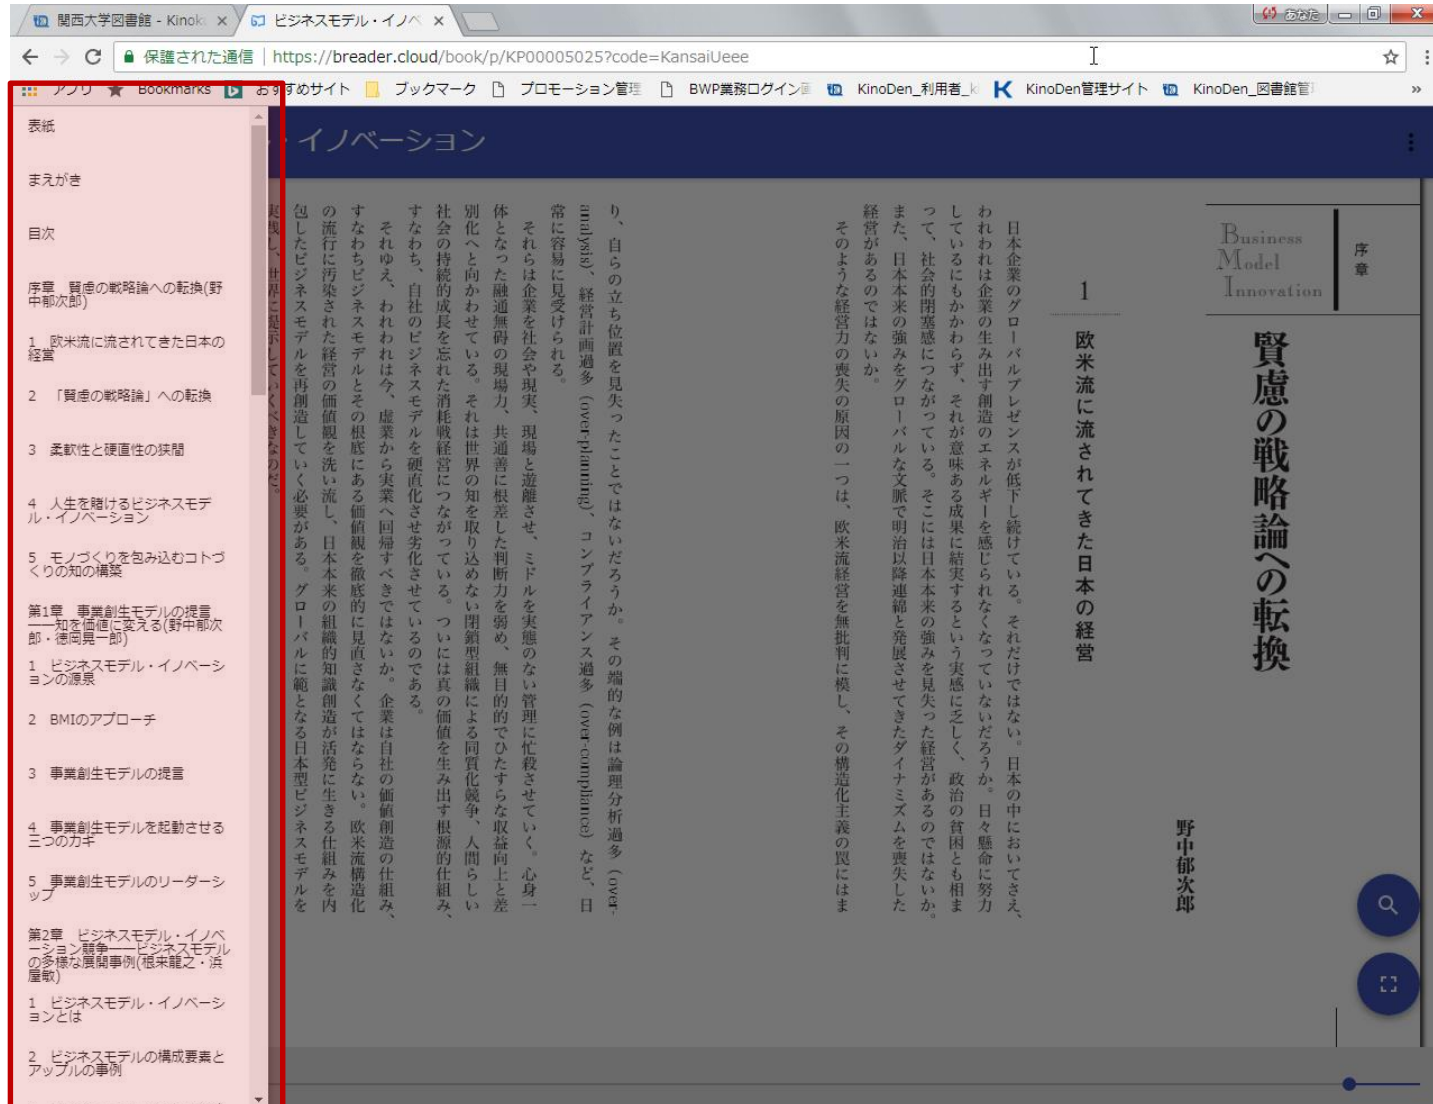 関西大学図書館 - Kinok
ビジネスモデル・イノベ
あなた
保護された通信
https://breader.cloud/book/p/KP00005025?code=KansaiUeee
アプリ
Bookmarks
おすすめサイト
ブックマーク
プロモーション管理
BWP業務ログイン画
KinoDen_利用者_k
KinoDen管理サイト
KinoDen_図書館管
»
・イノベーション
表紙
まえがき
目次
序章 賢慮の戦略論への転換(野
中郁次郎)
1 欧米流に流されてきた日本の
経営
2 「賢慮の戦略論」への転換
3 柔軟性と硬直性の狭間
4 人生を賭けるビジネスモデ
ル・イノベーション
5 モノづくりを包み込むコトづ
くりの知の構築
第1章 事業創生モデルの提言
――知を価値に変える(野中郁次
郎・徳岡晃一郎)
1 ビジネスモデル・イノベーシ
ョンの源泉
2 BMIのアプローチ
3 事業創生モデルの提言
4 事業創生モデルを起動させる
三つのカギ
5 事業創生モデルのリーダーシ
ップ
第2章 ビジネスモデル・イノベ
ーション競争――ビジネスモデル
の多様な展開事例(根来龍之・浜
屋敏)
1 ビジネスモデル・イノベーシ
ョンとは
2 ビジネスモデルの構成要素と
アップルの事例
序章
Business
Model
Innovation
賢慮の戦略論への転換
野中郁次郎
1 欧米流に流されてきた日本の経営
日本企業のグローバルプレゼンスが低下し続けている。それだけではない。日本の中においてさえ、
われわれは企業の生み出す創造のエネルギーを感じられなくなっていないだろうか。日々懸命に努力
しているにもかかわらず、それが意味ある成果に結実するという実感に乏しく、政治の貧困とも相ま
って、社会的閉塞感につながっている。そこには日本本来の強みを見失った経営があるのではないか。
また、日本本来の強みをグローバルな文脈で明治以降連綿と発展させてきたダイナミズムを喪失した
経営があるのではないか。
そのような経営力の喪失の原因の一つは、欧米流経営を無批判に模し、その構造化主義の罠にはま
り、自らの立ち位置を見失ったことではないだろうか。その端的な例は論理分析過多（over-
analysis）、経営計画過多（over-planning）、コンプライアンス過多（over-compliance）など、日
常に容易に見受けられる。
それらは企業を社会や現実、現場と遊離させ、ミドルを実態のない管理に忙殺させていく。心身一
体となった融通無碍の現場力、共通善に根差した判断力を弱め、無目的的でひたすらな収益向上と差
別化へと向かわせている。それは世界の知を取り込めない閉鎖型組織による同質化競争、人間らしい
社会の持続的成長を忘れた消耗戦経営につながっている。ついには真の価値を生み出す根源的仕組み、
すなわち、自社のビジネスモデルを硬直化させ劣化させているのである。
それゆえ、われわれは今、虚業から実業へ回帰すべきではないか。企業は自社の価値創造の仕組み、
すなわちビジネスモデルとその根底にある価値観を徹底的に見直さなくてはならない。欧米流構造化
の流行に汚染された経営の価値観を洗い流し、日本本来の組織的知識創造が活発に生きる仕組みを内
包したビジネスモデルを再創造していく必要がある。グローバルに範となる日本型ビジネスモデルを
実践し、世界に提示していくべきなのだ。